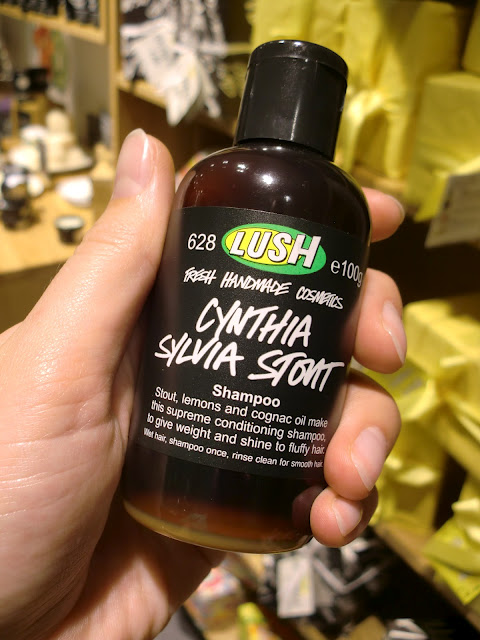 628 LUSH e100g
FRESH HANDMADE COSMETICS
CYNTHIA
SYLVIA STOUT
Shampoo
Stout, lemons and cognac oil make
this supreme conditioning shampoo,
to give weight and shine to fluffy hair.
Wet hair, shampoo once, rinse clean for smooth hair.